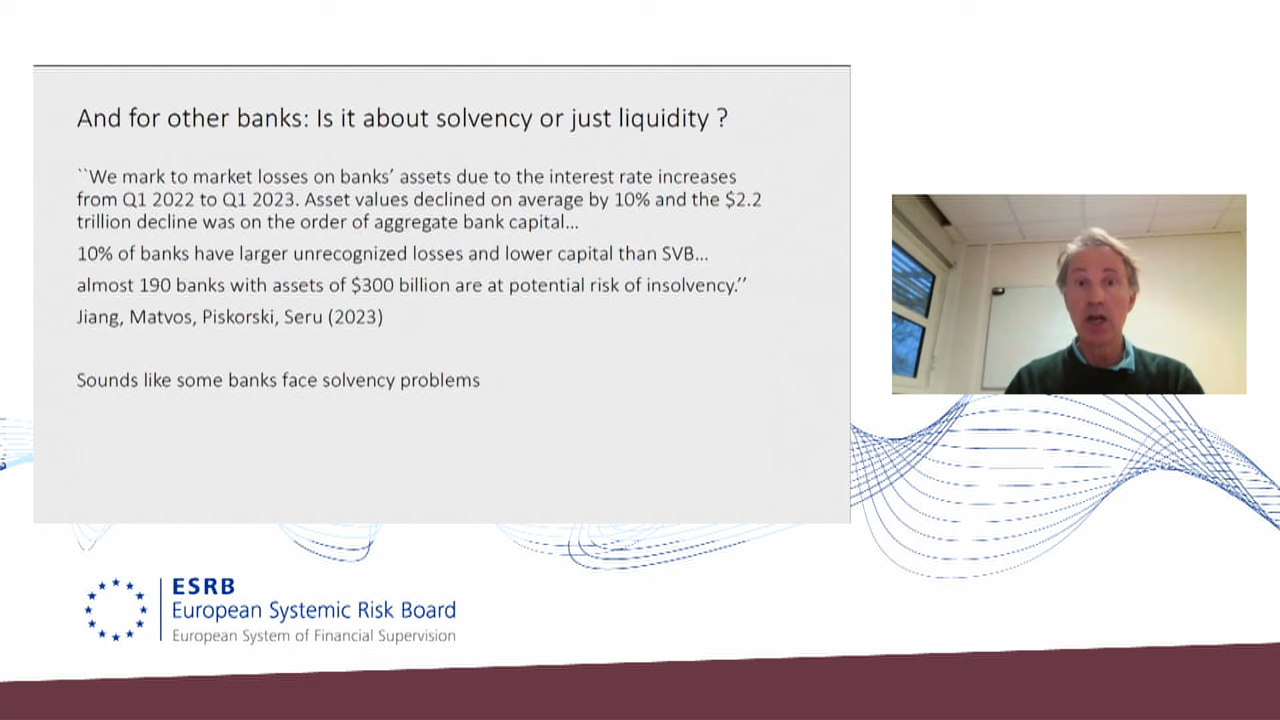 And for other banks: Is it about solvency or just liquidity ?
``We mark to market losses on banks’ assets due to the interest rate increases
from Q1 2022 to Q1 2023. Asset values declined on average by 10% and the $2.2
trillion decline was on the order of aggregate bank capital…
10% of banks have larger unrecognized losses and lower capital than SVB…
almost 190 banks with assets of $300 billion are at potential risk of insolvency.’’
Jiang, Matvos, Piskorski, Seru (2023)
Sounds like some banks face solvency problems
ESRB
European Systemic Risk Board
European System of Financial Supervision